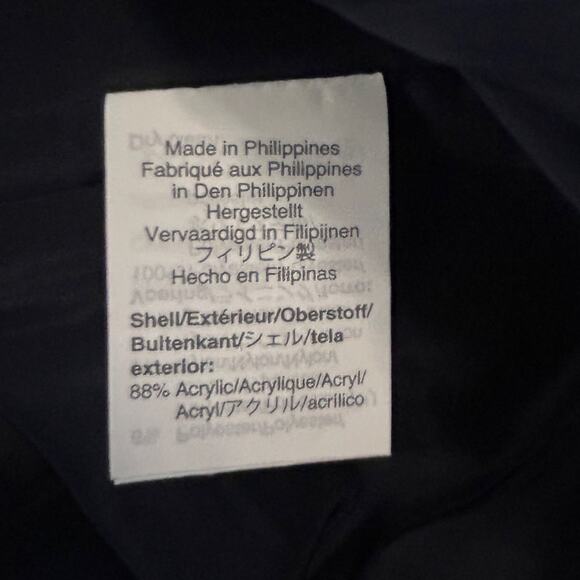 Made in Philippines
Fabriqué aux Philippines
in Den Philippinen
Hergestellt
Vervaardigd in Filipijnen
フィリピン製
Hecho en Filipinas
Shell/Extérieur/Oberstoff/
Buitenkant/シェル/tela
exterior:
88% Acrylic/Acrylique/Acryl/
Acryl/アクリル/acrílico